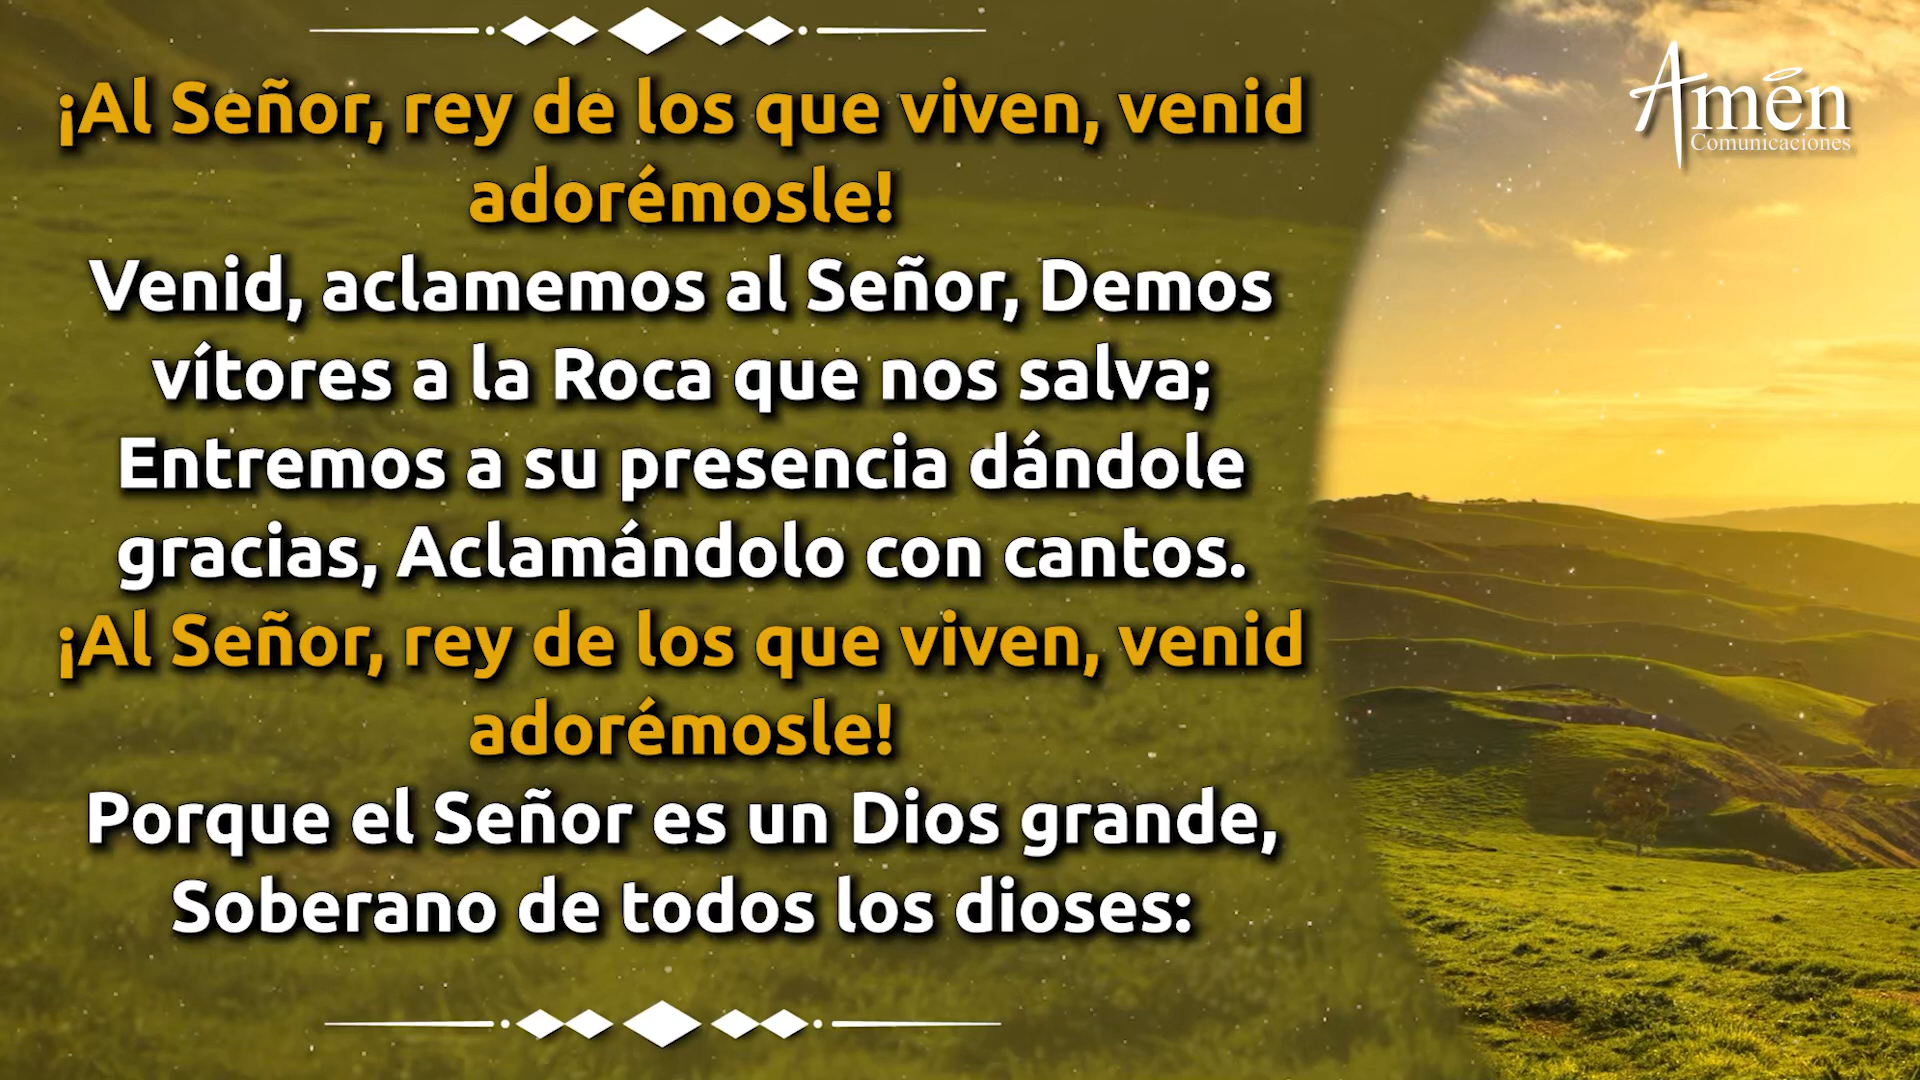 ¡Al Señor, rey de los que viven, venid
adorémosle!
Venid, aclamemos al Señor, Demos
vítores a la Roca que nos salva;
Entremos a su presencia dándole
gracias, Aclamándolo con cantos.
¡Al Señor, rey de los que viven, venid
adorémosle!
Porque el Señor es un Dios grande,
Soberano de todos los dioses:
Amén
Comunicaciones